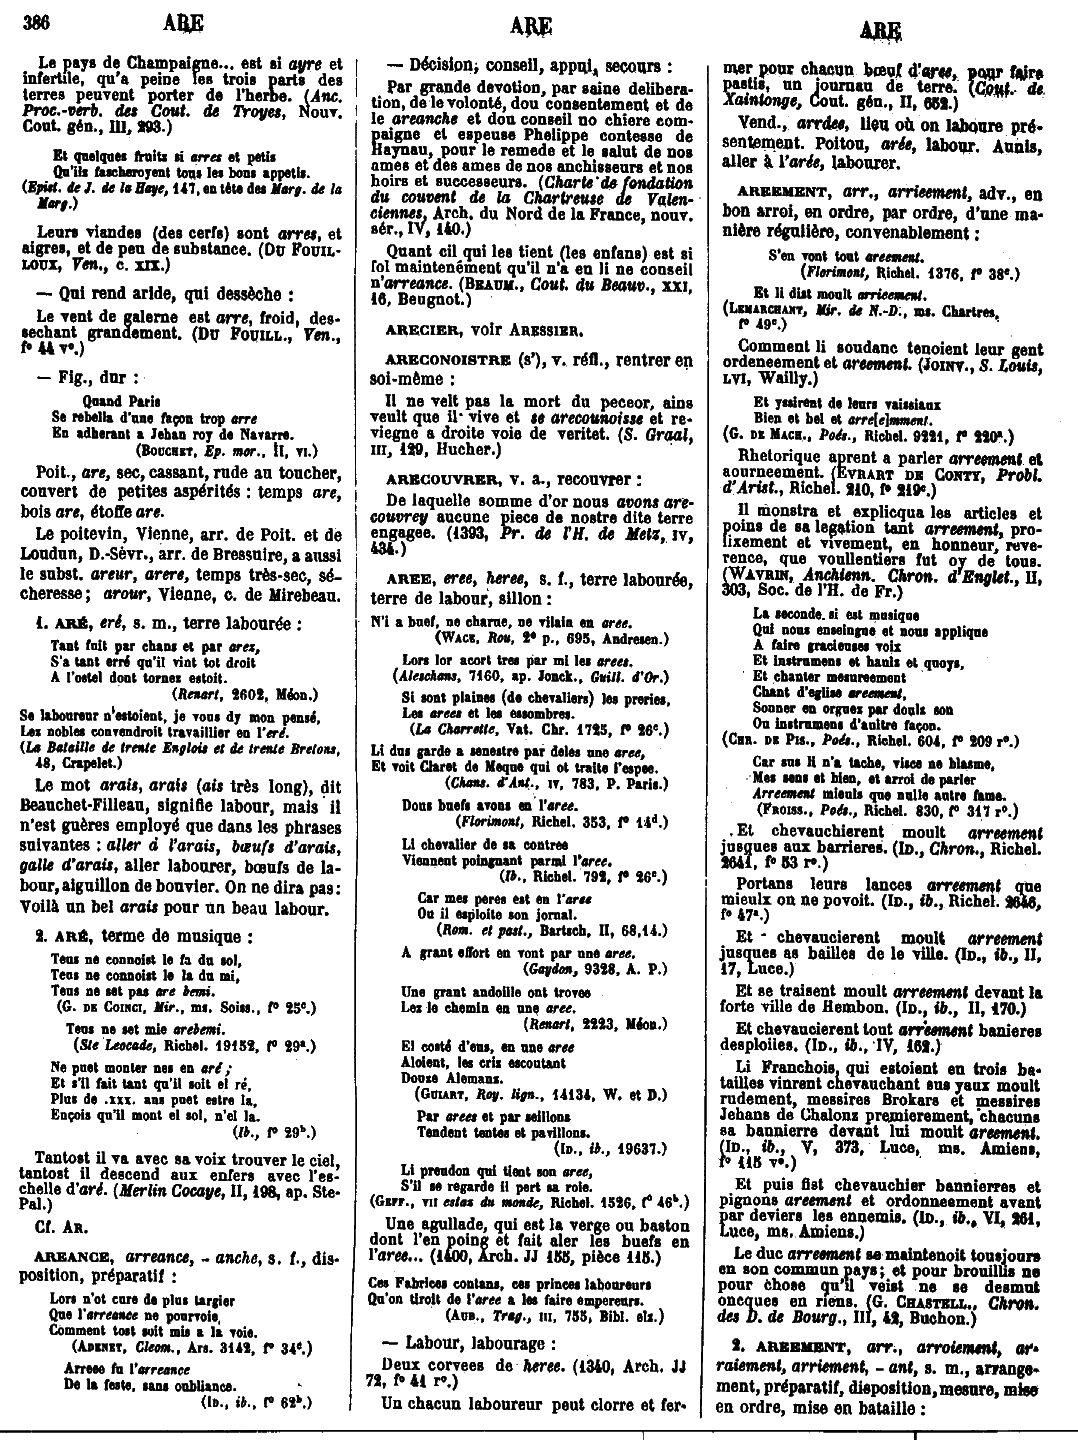 386
ARE
ARE
ARE
Le pays de Champaigne... est si ayre et
infertile, qu'a peine les trois parts des
terres peuvent porter de l'herbe. (Anc.
Proc.-verb. des Cout. de Troyes, Nouv.
Cout. gén., III, 293.)
Et quelques fruits si arres et petis
Qu'ils fascheroyent tous les bons appetis.
(Epist. de J. de la Haye, 147, en tête des Marg. de la
Marg.)
Leurs viandes (des cerfs) sont arres, et
aigres, et de peu de substance. (DU FOUIL-
LOUX, Ven., c. XIX.)
— Qui rend aride, qui dessèche :
Le vent de galerne est arre, froid, des-
sechant grandement. (DU FOUILL., Ven.,
f° 44 v°.)
— Fig., dur :
Quand Paris
Se rebella d'une façon trop arre
En adherant a Jehan roy de Navarre.
(BOUCHET, Ep. mor., II, VI.)
Poit., are, sec, cassant, rude au toucher,
couvert de petites aspérités : temps are,
bois are, étoffe are.
Le poitevin, Vienne, arr. de Poit. et de
Loudun, D.-Sèvr., arr. de Bressuire, a aussi
le subst. areur, arere, temps très-sec, sé-
cheresse ; arour, Vienne, c. de Mirebeau.
1. ARÉ, eré, s. m., terre labourée :
Tant fuit par chans et par arez,
S'a tant erré qu'il vint tot droit
A l'ostel dont tornez estoit.
(Renart, 2602, Méon.)
Se laboureur n'estoient, je vous dy mon pensé,
Les nobles convendroit travaillier en l'eré.
(La Bataille de trente Englois et de trente Bretons,
48, Crapelet.)
Le mot arais, arais (ais très long), dit
Beauchet-Filleau, signifie labour, mais il
n'est guères employé que dans les phrases
suivantes : aller à l'arais, bœufs d'arais,
galle d'arais, aller labourer, bœufs de la-
bour, aiguillon de bouvier. On ne dira pas :
Voilà un bel arais pour un beau labour.
2. ARÉ, terme de musique :
Teus ne connoist le fa du sol,
Teus ne connoist le la du mi,
Teus ne set pas are bemi.
(G. DE COINCI, Mir., ms. Soiss., f° 25c.)
Teus ne set mie arebemi.
(Ste Leocade, Richel. 19152, f° 29a.)
Ne puet monter nes en aré ;
Et s'il fait tant qu'il soit el ré,
Plus de .xxx. ans puet estre la,
Ençois qu'il mont el sol, n'el la.
(Ib., f° 29b.)
Tantost il va avec sa voix trouver le ciel,
tantost il descend aux enfers avec l'es-
chelle d'aré. (Merlin Cocaye, II, 198, ap. Ste-
Pal.)
Cf. AR.
AREANCE, arreance, - anche, s. f., dis-
position, préparatif :
Lors n'ot cure de plus targier
Que l'arreance ne pourvoie,
Comment tost soit mis a la voie.
(ADENET, Cleom., Ars. 3142, f° 34c.)
Arreee fu l'arreance
De la feste, sans oubliance.
(ID., ib., f° 62b.)
— Décision, conseil, appui, secours :
Par grande devotion, par saine delibera-
tion, de le volonté, dou consentement et de
le areanche et dou conseil no chiere com-
paigne et espeuse Phelippe contesse de
Haynau, pour le remede et le salut de nos
ames et des ames de nos anchisseurs et nos
hoirs et successeurs. (Charte de fondation
du couvent de la Chartreuse de Valen-
ciennes, Arch. du Nord de la France, nouv.
sér., IV, 140.)
Quant cil qui les tient (les enfans) est si
fol maintenément qu'il n'a en li ne conseil
n'arreance. (BEAUM., Cout. du Beauv., XXI,
16, Beugnot.)
ARECIER, voir ARESSIER.
ARECONOISTRE (s'), v. réfl., rentrer en
soi-même :
Il ne velt pas la mort du peceor, ains
veult que il vive et se arecounoisse et re-
viegne a droite voie de veritet. (S. Graal,
III, 129, Hucher.)
ARECOUVRER, v. a., recouvrer :
De laquelle somme d'or nous avons are-
couvrey aucune piece de nostre dite terre
engagee. (1393, Pr. de l'H. de Metz, IV,
434.)
AREE, eree, heree, s. f., terre labourée,
terre de labour, sillon :
N'i a buef, ne charue, ne vilain en aree.
(WACE, Rou, 2e p., 695, Andresen.)
Lors lor acort tres par mi les arees.
(Aleschans, 7160, ap. Jonck., Guill. d'Or.)
Si sont plaines (de chevaliers) les preries,
Les arees et les essombres.
(La Charrette, Vat. Chr. 1725, f° 26c.)
Li dus garde a senestre par deles une aree,
Et voit Claret de Meque qui ot traite l'espee.
(Chans. d'Ant., IV, 783, P. Paris.)
Dous buefs avons en l'aree.
(Florimont, Richel. 353, f° 14d.)
Li chevalier de sa contree
Viennent poingnant parmi l'aree.
(Ib., Richel. 792, f° 26c.)
Car mes peres est en l'aree
Ou il esploite son jornal.
(Rom. et past., Bartsch, II, 68,14.)
A grant effort en vont par une aree.
(Gaydon, 9328, A. P.)
Une grant andoille ont trovee
Lez le chemin en une aree.
(Renart, 2223, Méon.)
El costé d'eus, en une aree
Aloient, les cris escoutant
Douze Alemans.
(GUIART, Roy. lign., 14134, W. et D.)
Par arees et par seillons
Tendent tentes et pavillons.
(ID., ib., 19637.)
Li preudon qui tient son aree,
S'il se regarde il pert sa roie.
(GEFF., VII estas du monde, Richel. 1526, f° 46b.)
Une agullade, qui est la verge ou baston
dont l'en poing et fait aler les buefs en
l'aree... (1400, Arch. JJ 155, pièce 115.)
Ces Fabrices contans, ces princes laboureurs
Qu'on tiroit de l'aree a les faire empereurs.
(AUB., Trag., III, 755, Bibl. elz.)
— Labour, labourage :
Deux corvees de heree. (1340, Arch. JJ
72, f° 41 r°.)
Un chacun laboureur peut clorre et fer-
mer pour chacun bœuf d'aree, pour faire
pastis, un journau de terre. (Cout. de
Xaintonge, Cout. gén., II, 652.)
Vend., arrdee, lieu où on laboure pré-
sentement. Poitou, arée, labour. Aunis,
aller à l'arée, labourer.
AREEMENT, arr., arrieement, adv., en
bon arroi, en ordre, par ordre, d'une ma-
nière régulière, convenablement :
S'en vont tout areement.
(Florimont, Richel. 1376, f° 38c.)
Et li dist moult arrieement.
(LEMARCHANT, Mir. de N.-D., ms. Chartres,
f° 49c.)
Comment li soudanc tenoient leur gent
ordeneement et areement. (JOINV., S. Louis,
LVI, Wailly.)
Et yssirent de leurs vaissiaux
Bien et bel et arre[e]mment.
(G. DE MACH., Poés., Richel. 9221, f° 220a.)
Rhetorique aprent a parler arreement et
aourneement. (EVRART DE CONTY, Probl.
d'Arist., Richel. 210, f° 219c.)
Il monstra et explicqua les articles et
poins de sa legation tant arreement, pro-
lixement et vivement, en honneur, reve-
rence, que voullentiers fut oy de tous.
(WAVRIN, Anchienn. Chron. d'Englet., II,
303, Soc. de l'H. de Fr.)
La seconde si est musique
Qui nous enseingne et nous applique
A faire gracieuses voix
Et instrumens et haulz et quoys,
Et chanter mesureement
Chant d'eglise areement,
Sonner en orgues par doulz son
Ou instrumens d'aultre façon.
(CHR. DE PIS., Poés., Richel. 604, f° 209 r°.)
Car sus li n'a tache, visce ne blasme,
Mes sens et bien, et arroi de parler
Arreement mieuls que nulle autre fame.
(FROISS., Poés., Richel. 830, f° 317 r°.)
Et chevauchierent moult arreement
jusques aux barrieres. (ID., Chron., Richel.
2641, f° 53 r°.)
Portans leurs lances arreement que
mieulx on ne povoit. (ID., ib., Richel. 2646,
f° 47a.)
Et chevaucierent moult arreement
jusques as bailles de le ville. (ID., ib., II,
17, Luce.)
Et se traisent moult arreement devant la
forte ville de Hembon. (ID., ib., II, 170.)
Et chevaucierent tout arreement banieres
desploiies. (ID., ib., IV, 162.)
Li Franchois, qui estoient en trois ba-
tailles vinrent chevauchant sus yaux moult
rudement, messires Brokars et messires
Jehans de Chalonz premierement, chacuns
sa bannierre devant lui moult areement.
(ID., ib., V, 373, Luce, ms. Amiens,
f° 115 v°.)
Et puis fist chevauchier bannierres et
pignons areement et ordonneement avant
par deviers les ennemis. (ID., ib., VI, 261,
Luce, ms. Amiens.)
Le duc arreement se maintenoit tousjours
en son commun pays ; et pour brouillis ne
pour chose qu'il veist ne se desmut
oncques en riens. (G. CHASTELL., Chron.
des D. de Bourg., III, 42, Buchon.)
2. AREEMENT, arr., arroiement, ar-
raiement, arriement, - ant, s. m., arrange-
ment, préparatif, disposition, mesure, mise
en ordre, mise en bataille :